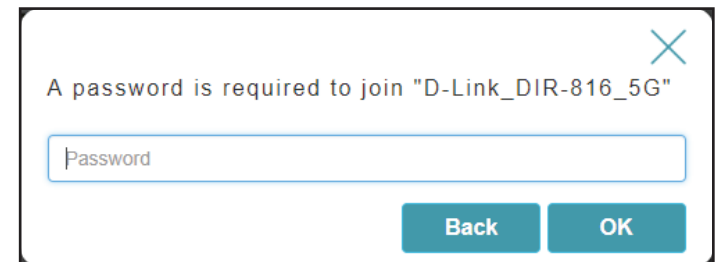 A password is required to join "D-Link_DIR-816_5G"
Password
Back OK